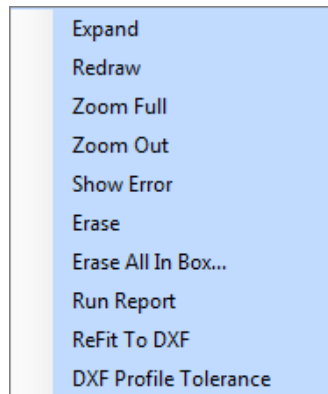 Expand
Redraw
Zoom Full
Zoom Out
Show Error
Erase
Erase All In Box...
Run Report
ReFit To DXF
DXF Profile Tolerance